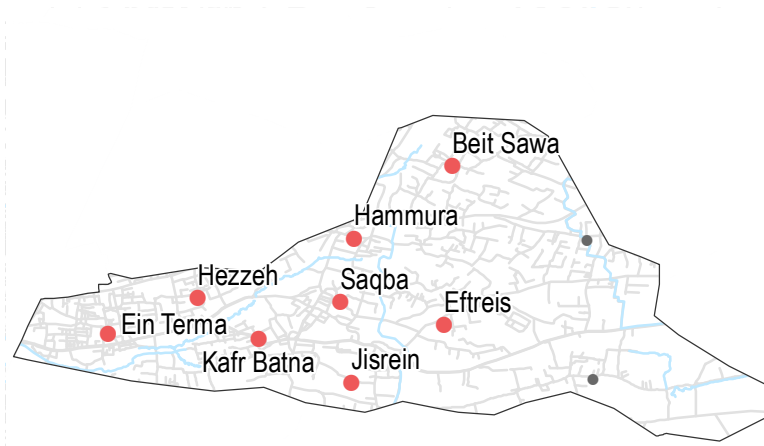 Beit Sawa
Hammura
Hezzeh
Saqba
Eftreis
Ein Terma
Kafr Batna
Jisrein